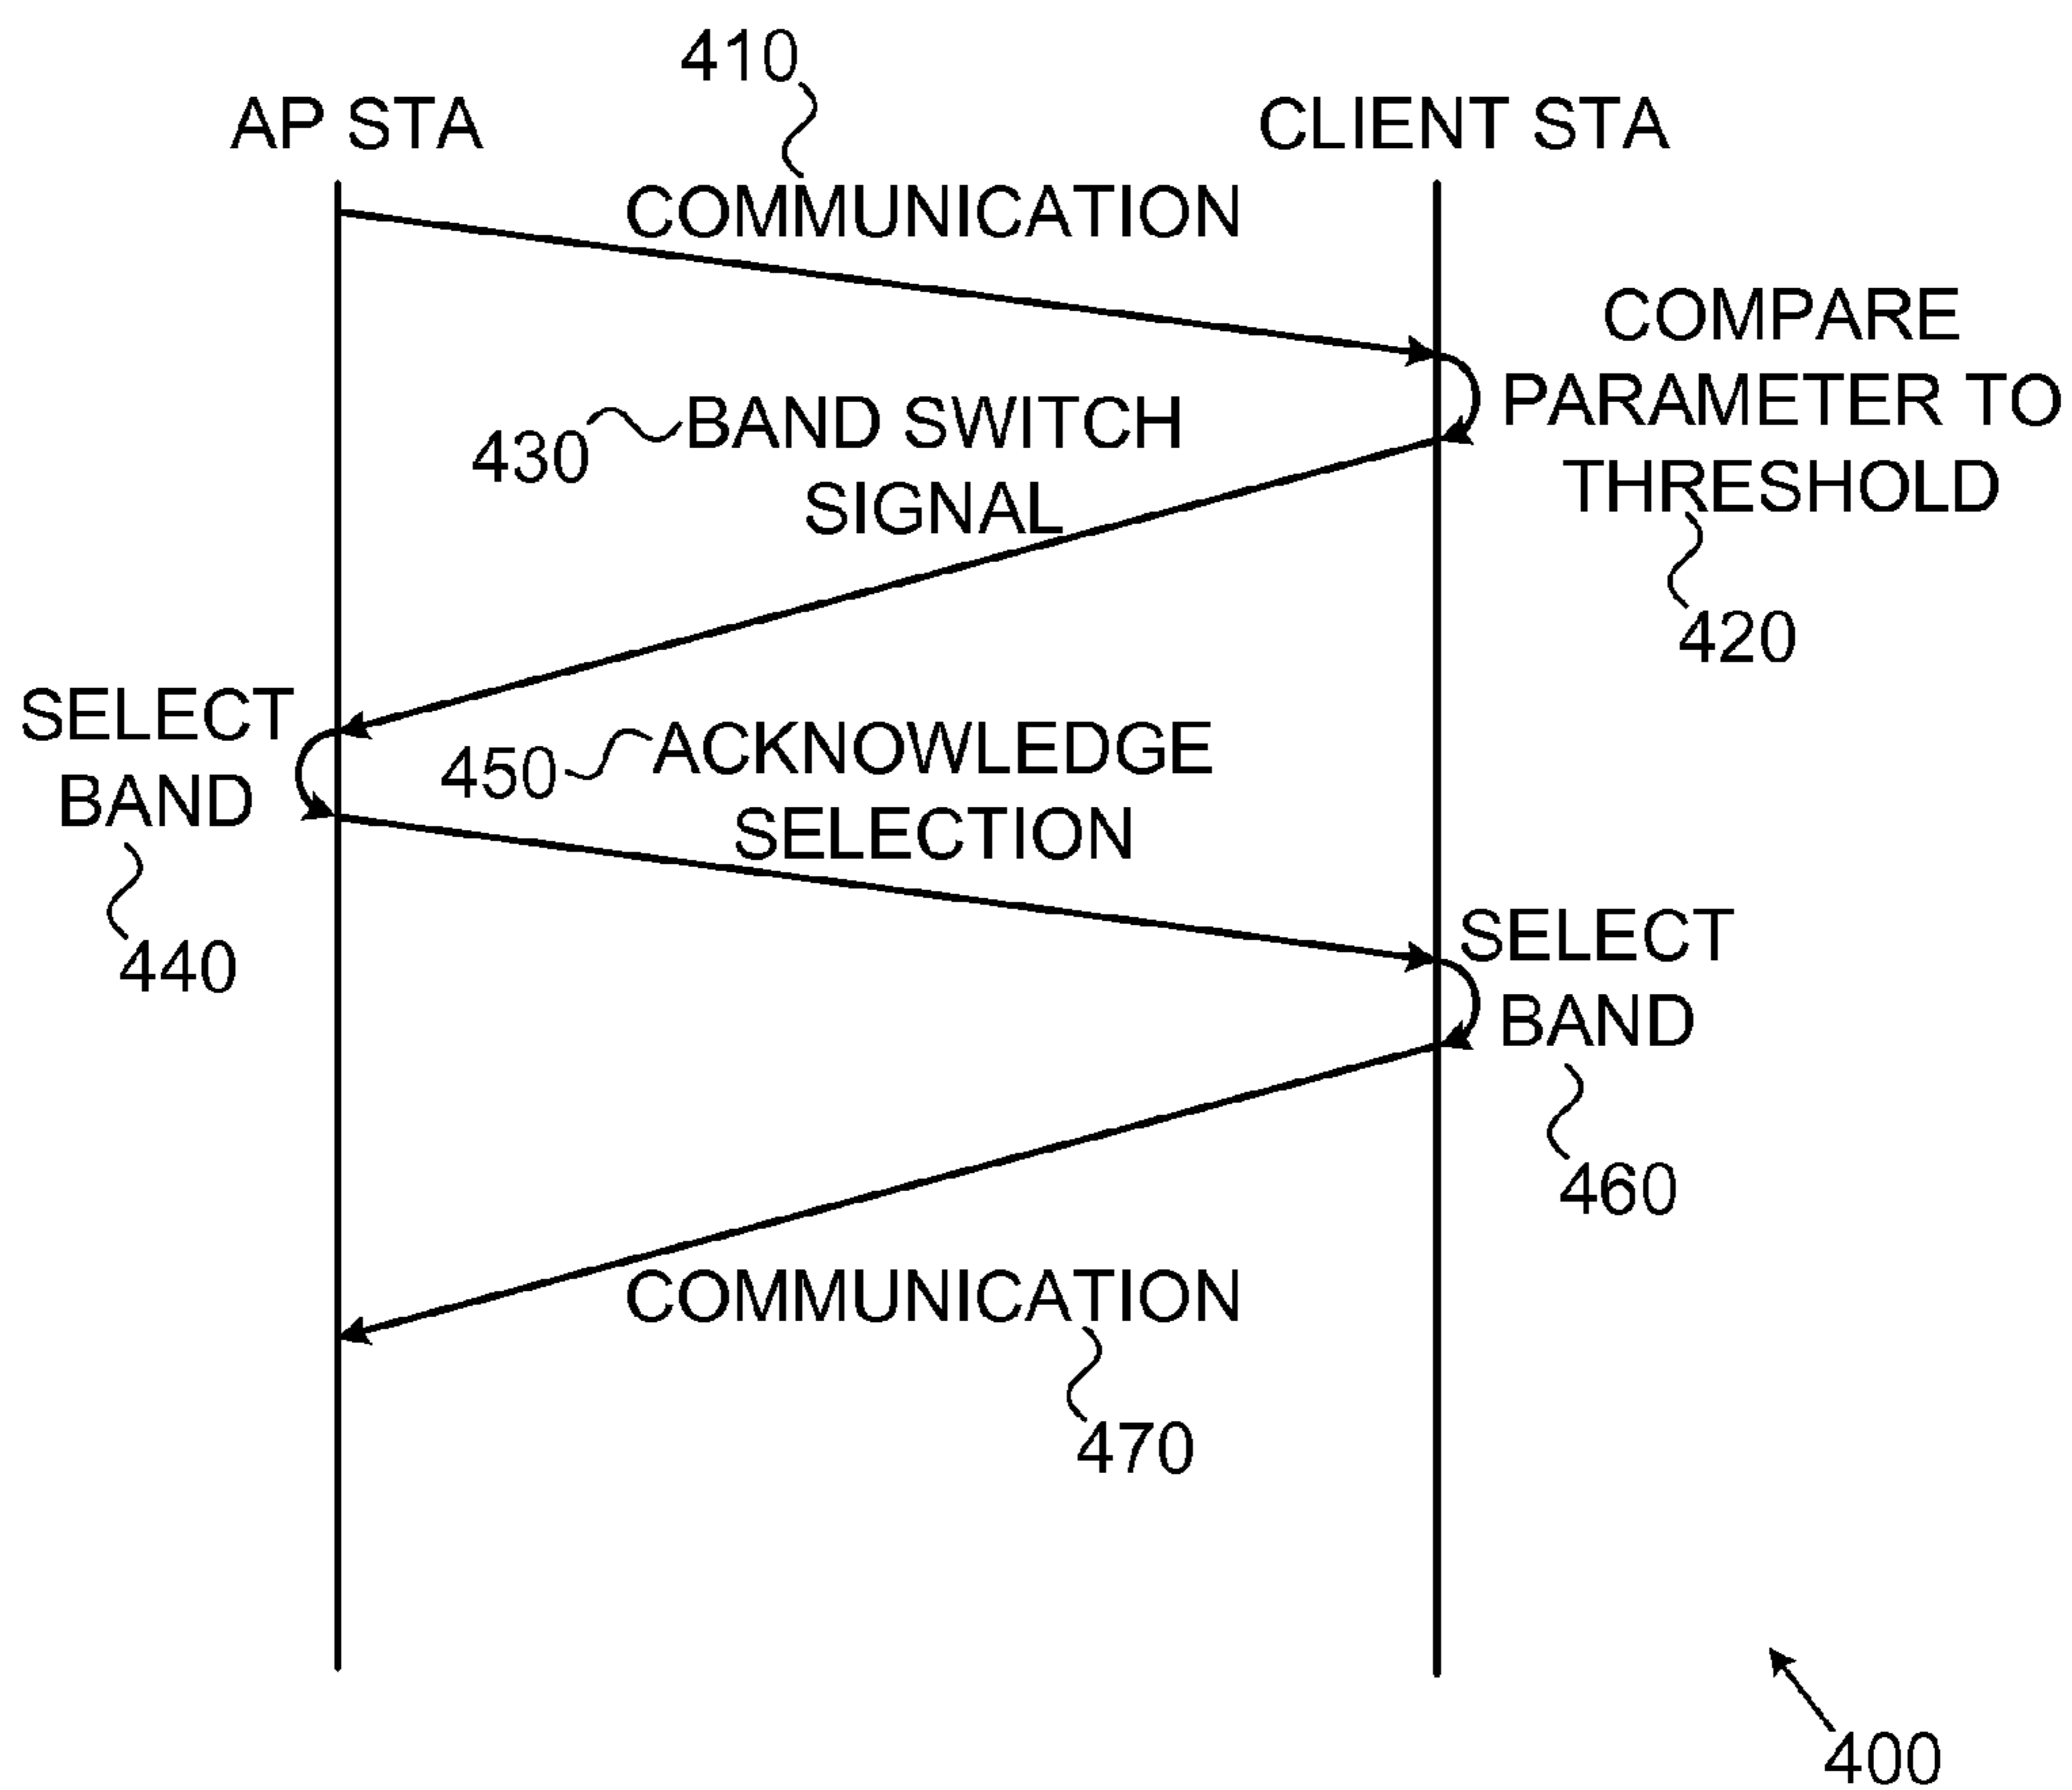 410
AP STA
CLIENT STA
COMMUNICATION
COMPARE
PARAMETER TO
THRESHOLD
420
430
BAND SWITCH
SIGNAL
SELECT
BAND
440
450
ACKNOWLEDGE
SELECTION
SELECT
BAND
460
COMMUNICATION
470
400